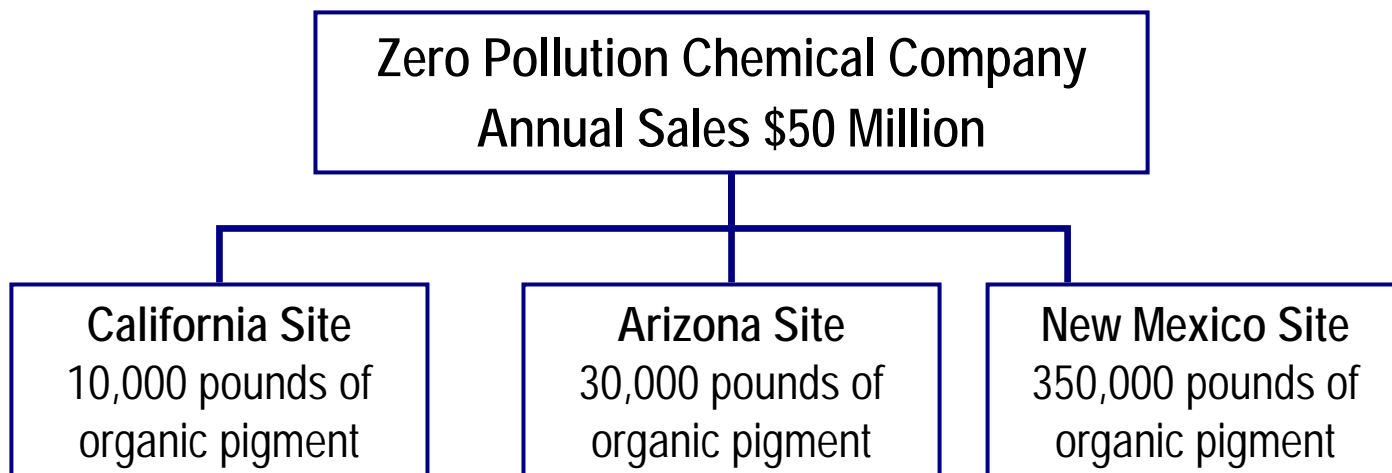 Zero Pollution Chemical Company
Annual Sales $50 Million
California Site
10,000 pounds of
organic pigment
Arizona Site
30,000 pounds of
organic pigment
New Mexico Site
350,000 pounds of
organic pigment